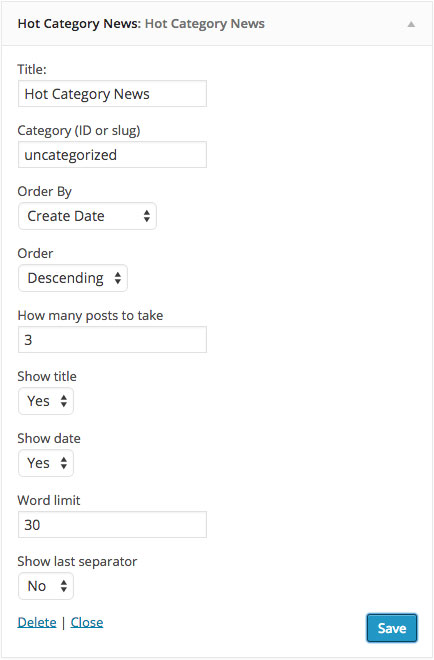 Hot Category News: Hot Category News
Title:
Hot Category News
Category (ID or slug)
uncategorized
Order By
Create Date
Order
Descending
How many posts to take
3
Show title
Yes
Show date
Yes
Word limit
30
Show last separator
No
Delete | Close
Save